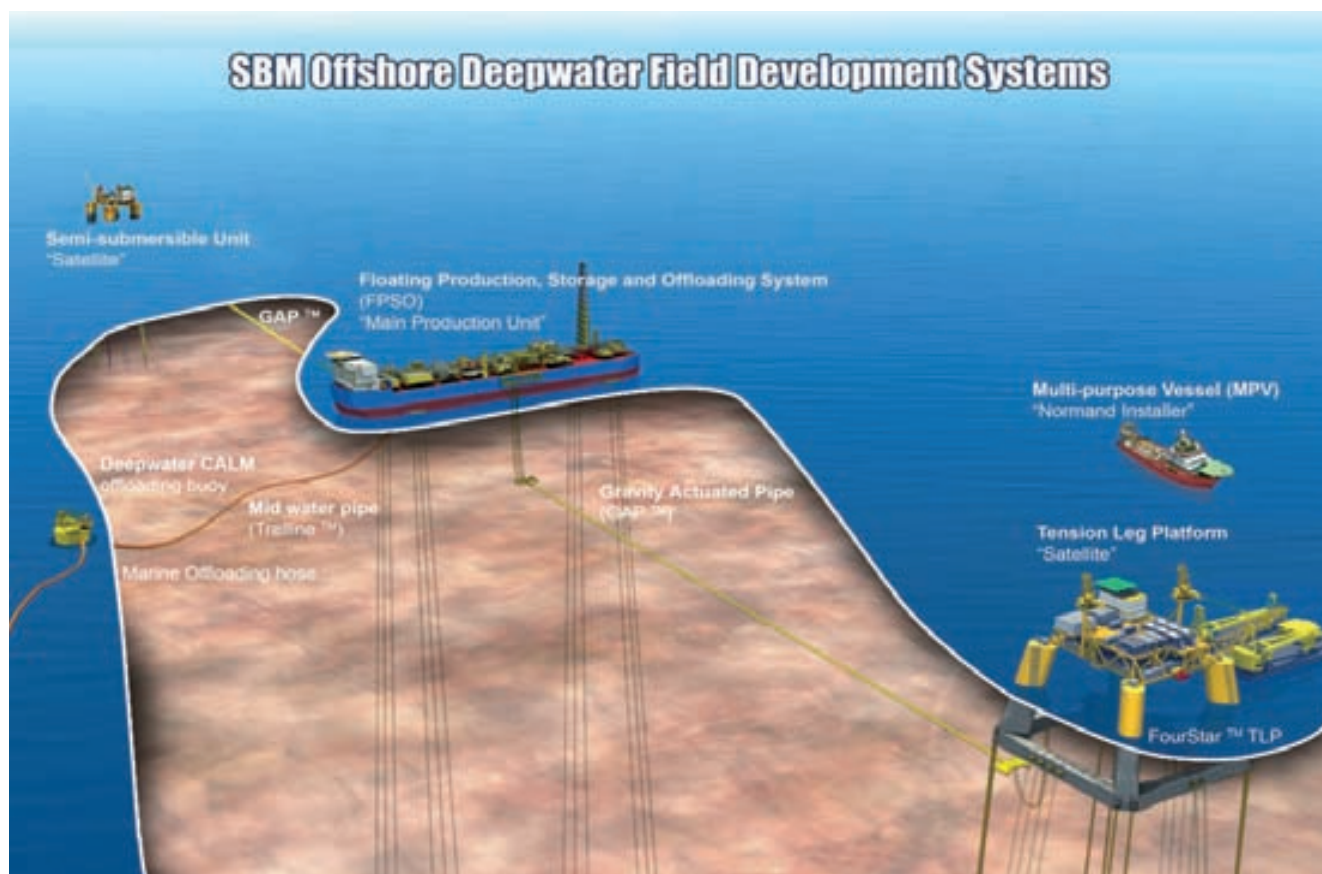 SBM Offshore Deepwater Field Development Systems
Semi-submersible Unit
"Satellite"
Floating Production, Storage and Offloading System
(FPSO)
"Main Production Unit"
GAP ™
Multi-purpose Vessel (MPV)
"Normand Installer"
Deepwater CALM
offloading buoy
Mid water pipe
(Trelline ™)
Gravity Actuated Pipe
(GAP ™)
Marine Offloading hose
Tension Leg Platform
"Satellite"
FourStar ™ TLP